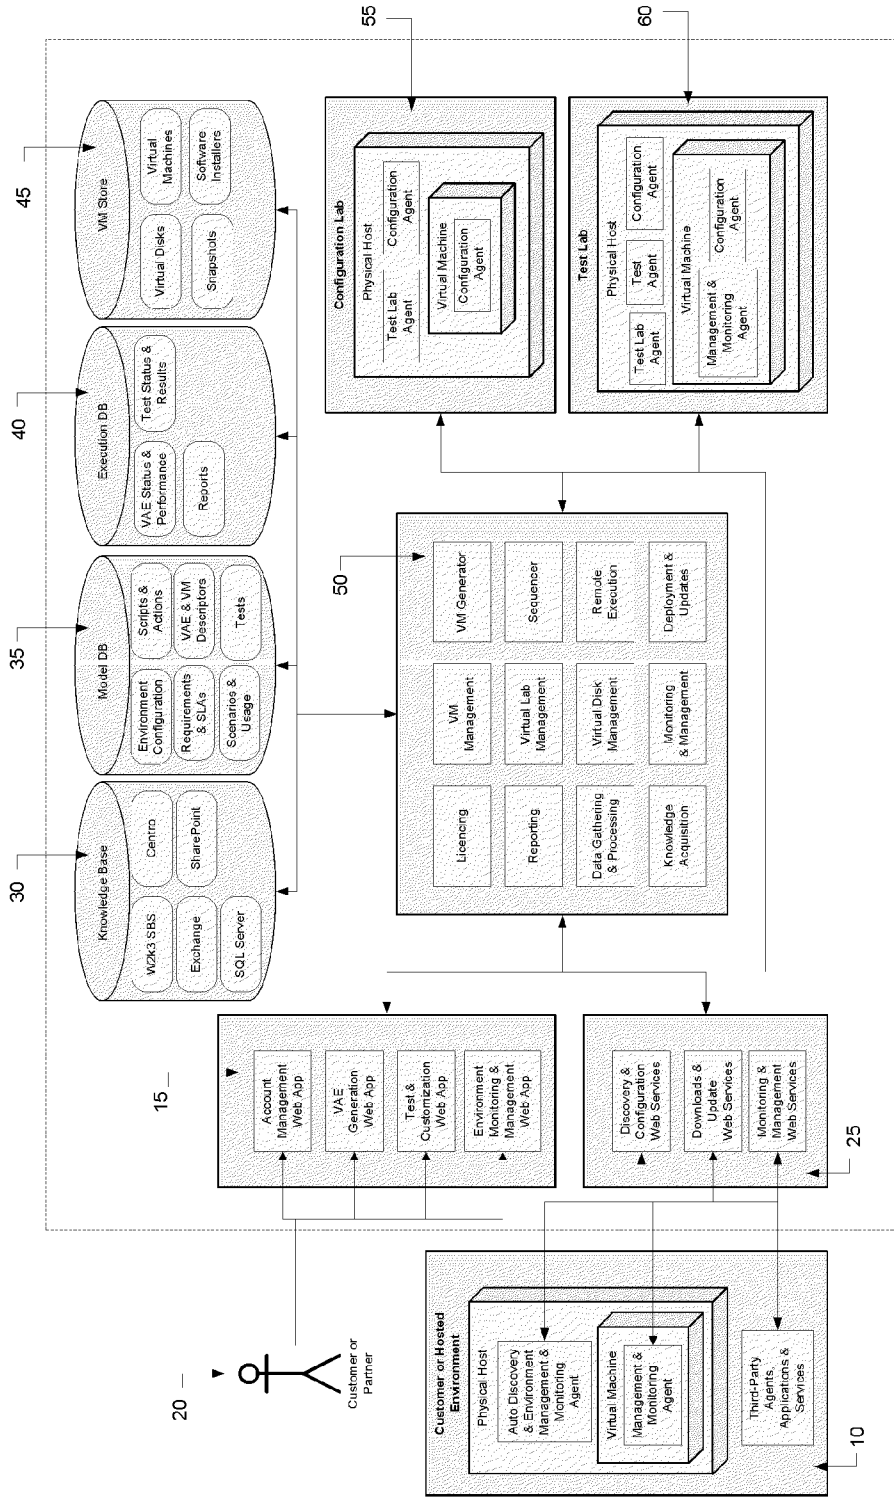 20
Customer or
Partner
Customer or Hosted
Environment
Physical Host
Auto Discovery
& Environment
Management &
Monitoring
Agent
Virtual Machine
Management &
Monitoring
Agent
Third-Party
Agents,
Applications &
Services
10
15
Account
Management
Web App
VAE
Generation
Web App
Test &
Customization
Web App
Environment
Monitoring &
Management
Web App
Discovery &
Configuration
Web Services
Downloads &
Update
Web Services
Monitoring &
Management
Web Services
25
30
Knowledge Base
W2k3 SBS
Centro
Exchange
SharePoint
SQL Server
35
Model DB
Environment
Configuration
Scripts &
Actions
Requirements
& SLAs
VAE & VM
Descriptors
Scenarios &
Usage
Tests
40
Execution DB
VAE Status &
Performance
Test Status &
Results
Reports
45
VM Store
Virtual Disks
Virtual
Machines
Snapshots
Software
Installers
50
Licencing
VM
Management
VM Generator
Reporting
Virtual Lab
Management
Sequencer
Data Gathering
& Processing
Virtual Disk
Management
Remote
Execution
Knowledge
Acquisition
Monitoring
& Management
Deployment &
Updates
55
Configuration Lab
Physical Host
Test Lab
Agent
Configuration
Agent
Virtual Machine
Configuration
Agent
60
Test Lab
Physical Host
Test Lab
Agent
Test
Agent
Configuration
Agent
Virtual Machine
Management &
Monitoring
Agent
Configuration
Agent